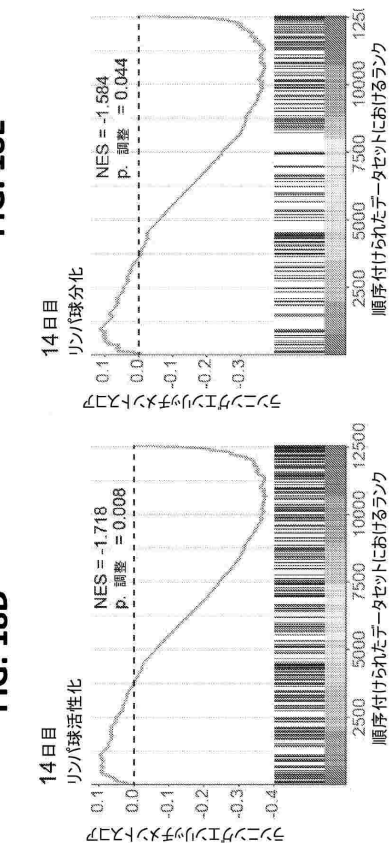 14日目
リンパ球活性化
NES = -1.718
p. 調整 = 0.008
ランニングエンリッチメントスコア
0.1
0.0
-0.1
-0.2
-0.3
-0.4
2500 5000 7500 10000 12500
順序付けられたデータセットにおけるランク
14日目
リンパ球分化
NES = -1.584
p. 調整 = 0.044
ランニングエンリッチメントスコア
0.1
0.0
-0.1
-0.2
-0.3
2500 5000 7500 10000
順序付けられたデータセットにおけるランク